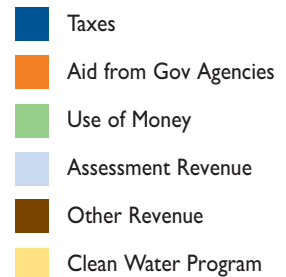 Taxes
Aid from Gov Agencies
Use of Money
Assessment Revenue
Other Revenue
Clean Water Program